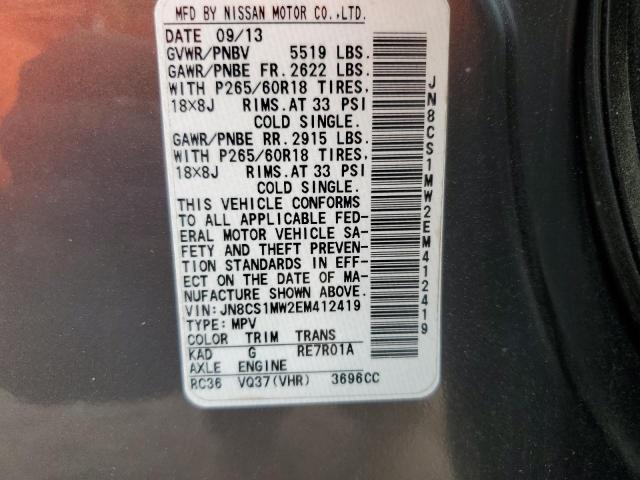 MFD BY NISSAN MOTOR CO.,LTD.
DATE 09/13
GVWR/PNBV 5519 LBS.
GAWR/PNBE FR. 2622 LBS.
WITH P265/60R18 TIRES,
18X8J RIMS.AT 33 PSI
COLD SINGLE.
GAWR/PNBE RR. 2915 LBS.
WITH P265/60R18 TIRES,
18X8J RIMS.AT 33 PSI
COLD SINGLE.
THIS VEHICLE CONFORMS
TO ALL APPLICABLE FED-
ERAL MOTOR VEHICLE SA-
FETY AND THEFT PREVEN-
TION STANDARDS IN EFF-
ECT ON THE DATE OF MA-
NUFACTURE SHOWN ABOVE.
VIN: JN8CS1MW2EM412419
TYPE: MPV
COLOR TRIM TRANS
KAD G RE7R01A
AXLE ENGINE
RC36 VQ37(VHR) 3696CC
JN8CS1MW2EM412419